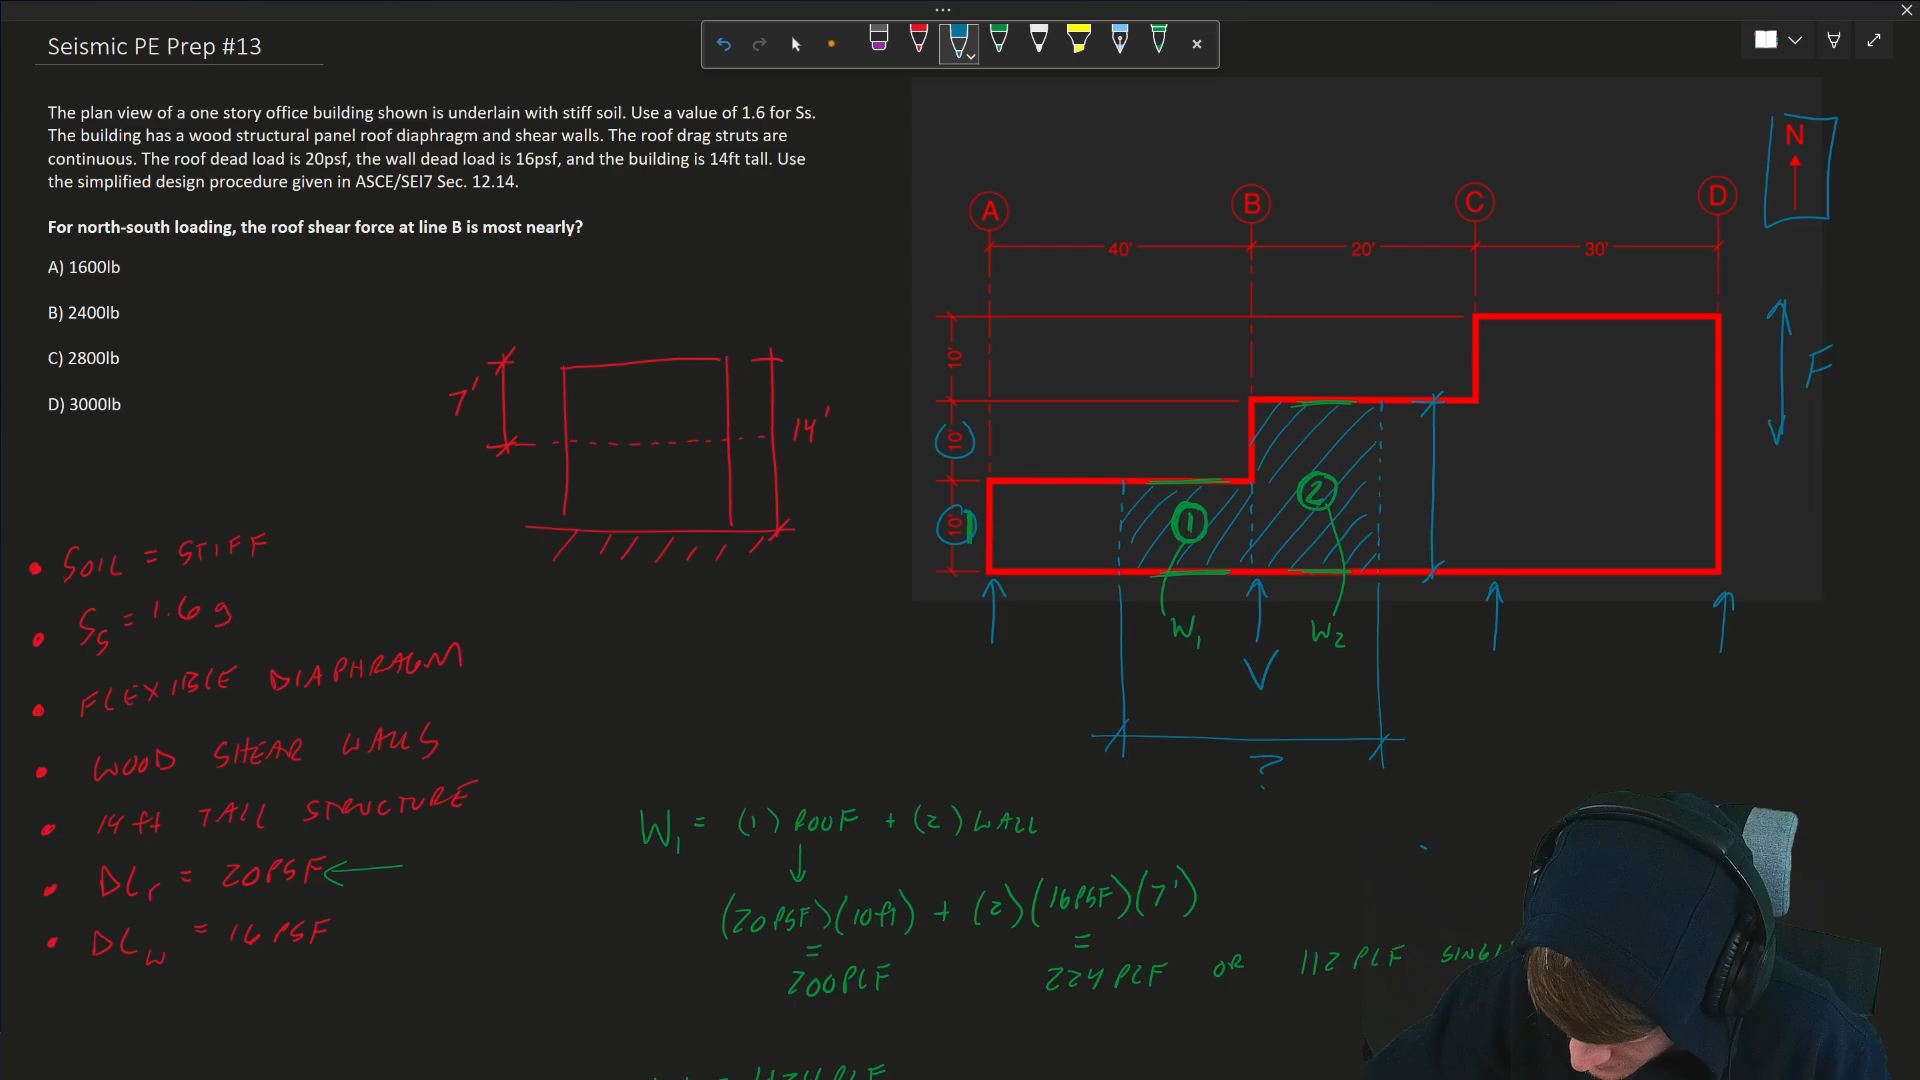 Seismic PE Prep #13
The plan view of a one story office building shown is underlain with stiff soil. Use a value of 1.6 for Ss.
The building has a wood structural panel roof diaphragm and shear walls. The roof drag struts are
continuous. The roof dead load is 20psf, the wall dead load is 16psf, and the building is 14ft tall. Use
the simplified design procedure given in ASCE/SEI7 Sec. 12.14.
For north-south loading, the roof shear force at line B is most nearly?
A) 1600lb
B) 2400lb
C) 2800lb
D) 3000lb
N
A B C D
40' 20' 30'
10'
10'
10'
F
7'
14'
1
2
W1 W2
V
?
• SOIL = STIFF
• Ss = 1.6 g
• FLEXIBLE DIAPHRAGM
• WOOD SHEAR WALLS
• 14ft TALL STRUCTURE
• DLr = 20PSF
• DLw = 16 PSF
W1 = (1) ROOF + (2) WALL
(20PSF)(10ft) + (2)(16PSF)(7')
= =
200PLF 224 PLF OR 112 PLF